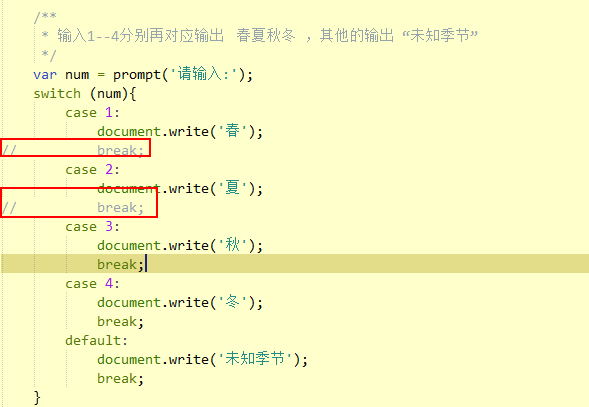 /**
 * 输入1--4分别再对应输出  春夏秋冬 ，其他的输出 “未知季节”
 */
var num = prompt('请输入:');
switch (num){
    case 1:
        document.write('春');
//          break;
    case 2:
        document.write('夏');
//          break;
    case 3:
        document.write('秋');
        break;
    case 4:
        document.write('冬');
        break;
    default:
        document.write('未知季节');
        break;
}